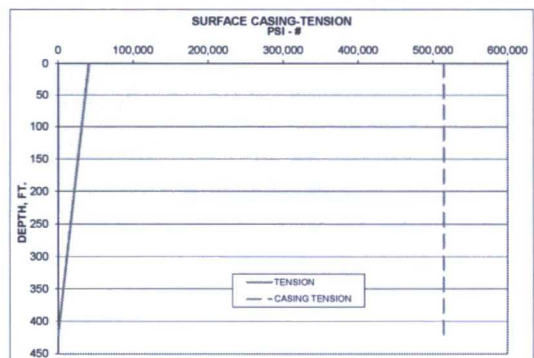 SURFACE CASING-TENSION
PSI - #
0 100,000 200,000 300,000 400,000 500,000 600,000
0
50
100
150
200
250
300
350
400
450
DEPTH, FT.
TENSION
CASING TENSION